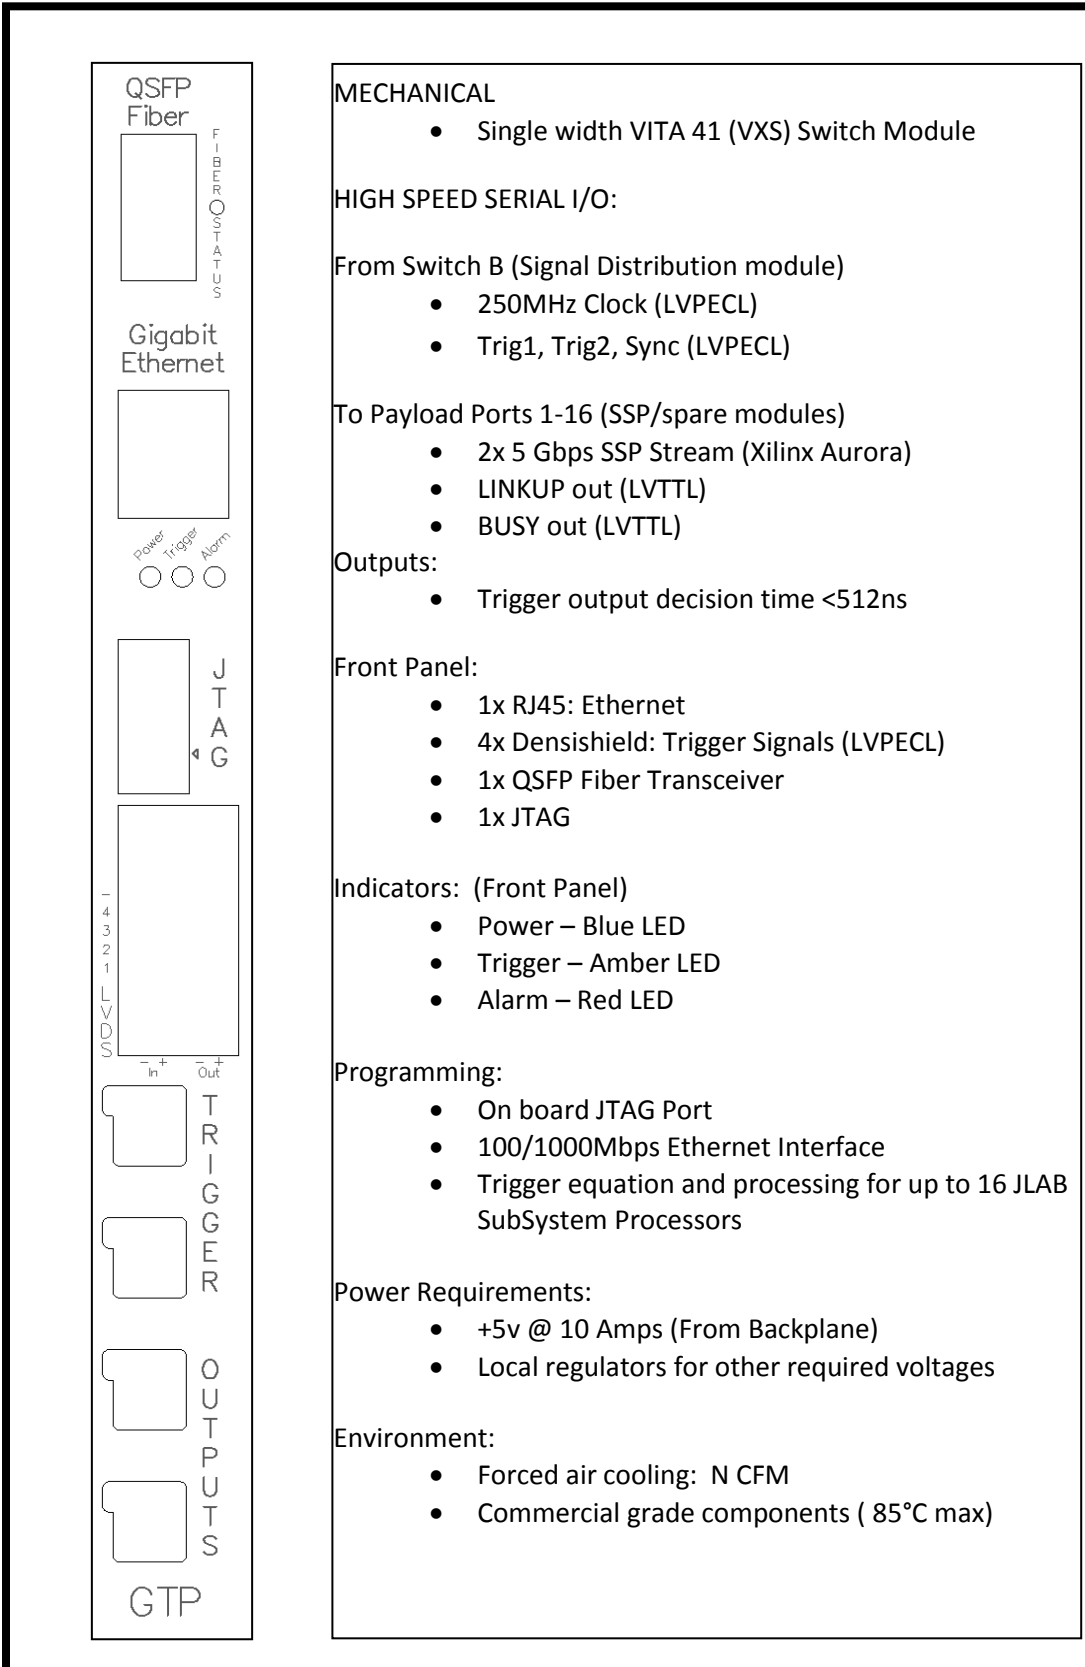 QSFP
Fiber
FIBER STATUS
Gigabit
Ethernet
Power Trigger Alarm
JTAG
- 4 3 2 1 LVDS
- + - +
In Out
TRIGGER
OUTPUTS
GTP
MECHANICAL
• Single width VITA 41 (VXS) Switch Module
HIGH SPEED SERIAL I/O:
From Switch B (Signal Distribution module)
• 250MHz Clock (LVPECL)
• Trig1, Trig2, Sync (LVPECL)
To Payload Ports 1-16 (SSP/spare modules)
• 2x 5 Gbps SSP Stream (Xilinx Aurora)
• LINKUP out (LVTTL)
• BUSY out (LVTTL)
Outputs:
• Trigger output decision time <512ns
Front Panel:
• 1x RJ45: Ethernet
• 4x Densishield: Trigger Signals (LVPECL)
• 1x QSFP Fiber Transceiver
• 1x JTAG
Indicators: (Front Panel)
• Power – Blue LED
• Trigger – Amber LED
• Alarm – Red LED
Programming:
• On board JTAG Port
• 100/1000Mbps Ethernet Interface
• Trigger equation and processing for up to 16 JLAB
SubSystem Processors
Power Requirements:
• +5v @ 10 Amps (From Backplane)
• Local regulators for other required voltages
Environment:
• Forced air cooling: N CFM
• Commercial grade components ( 85°C max)